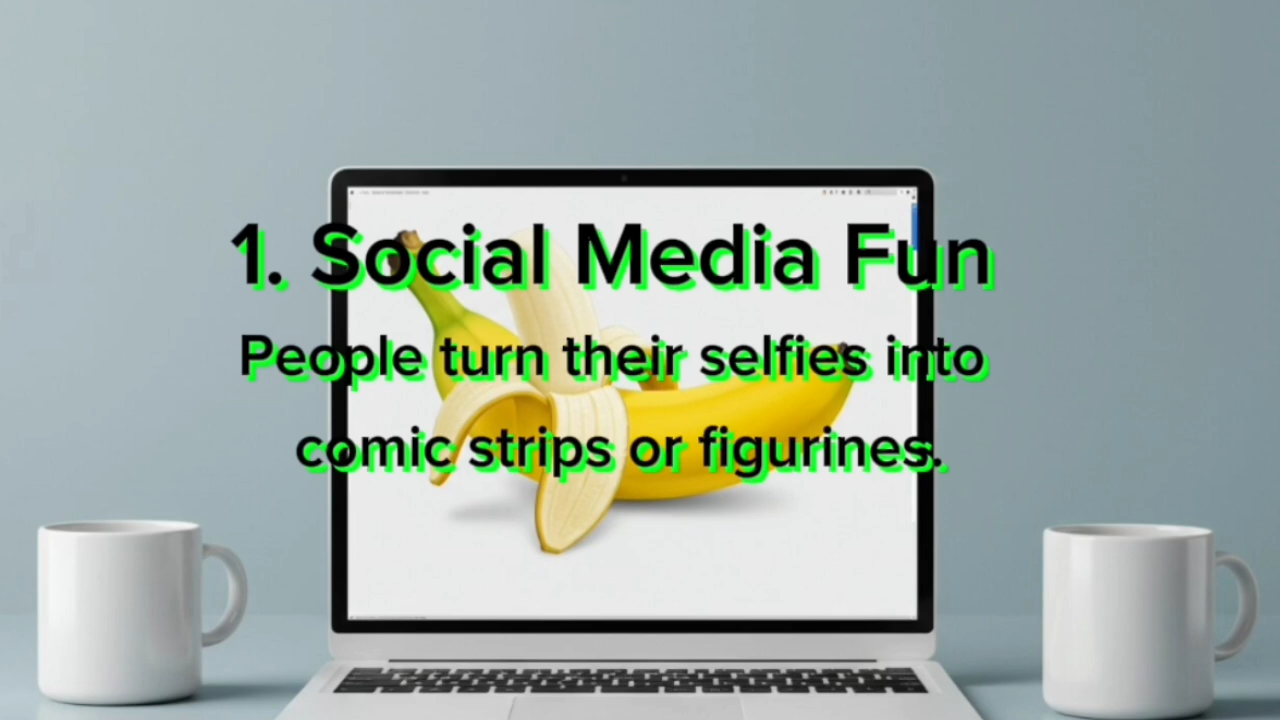 1. Social Media Fun
People turn their selfies into
comic strips or figurines.